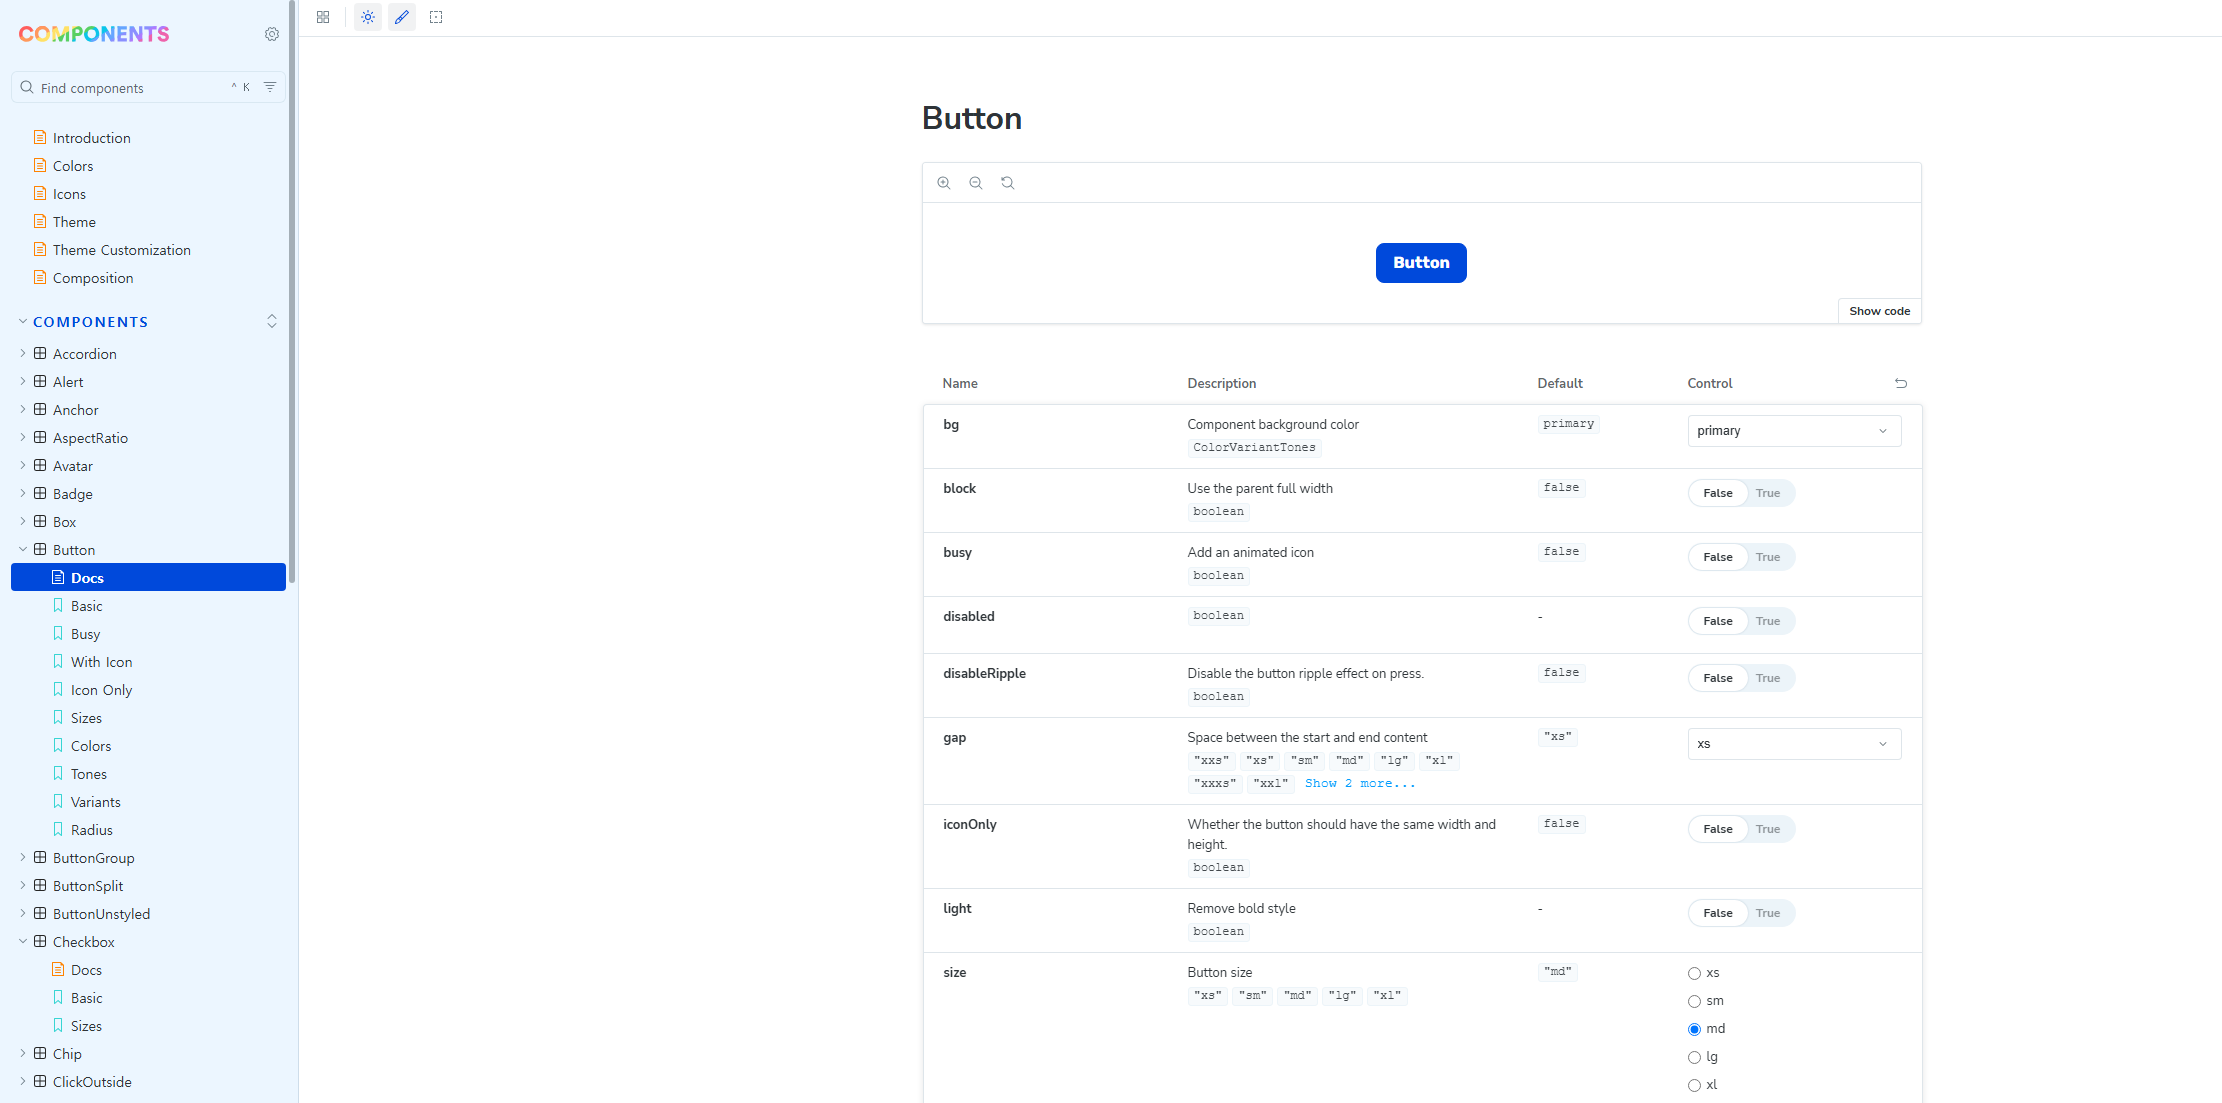 COMPONENTS
Find components
^ K
Introduction
Colors
Icons
Theme
Theme Customization
Composition
COMPONENTS
Accordion
Alert
Anchor
AspectRatio
Avatar
Badge
Box
Button
Docs
Basic
Busy
With Icon
Icon Only
Sizes
Colors
Tones
Variants
Radius
ButtonGroup
ButtonSplit
ButtonUnstyled
Checkbox
Docs
Basic
Sizes
Chip
ClickOutside
Button
Button
Show code
Name Description Default Control
bg Component background color primary primary
ColorVariantTones
block Use the parent full width false False True
boolean
busy Add an animated icon false False True
boolean
disabled boolean - False True
disableRipple Disable the button ripple effect on press. false False True
boolean
gap Space between the start and end content "xs" xs
"xxs" "xs" "sm" "md" "lg" "xl"
"xxxs" "xxl" Show 2 more...
iconOnly Whether the button should have the same width and false False True
height.
boolean
light Remove bold style - False True
boolean
size Button size "md" xs
"xs" "sm" "md" "lg" "xl"
sm
md
lg
xl